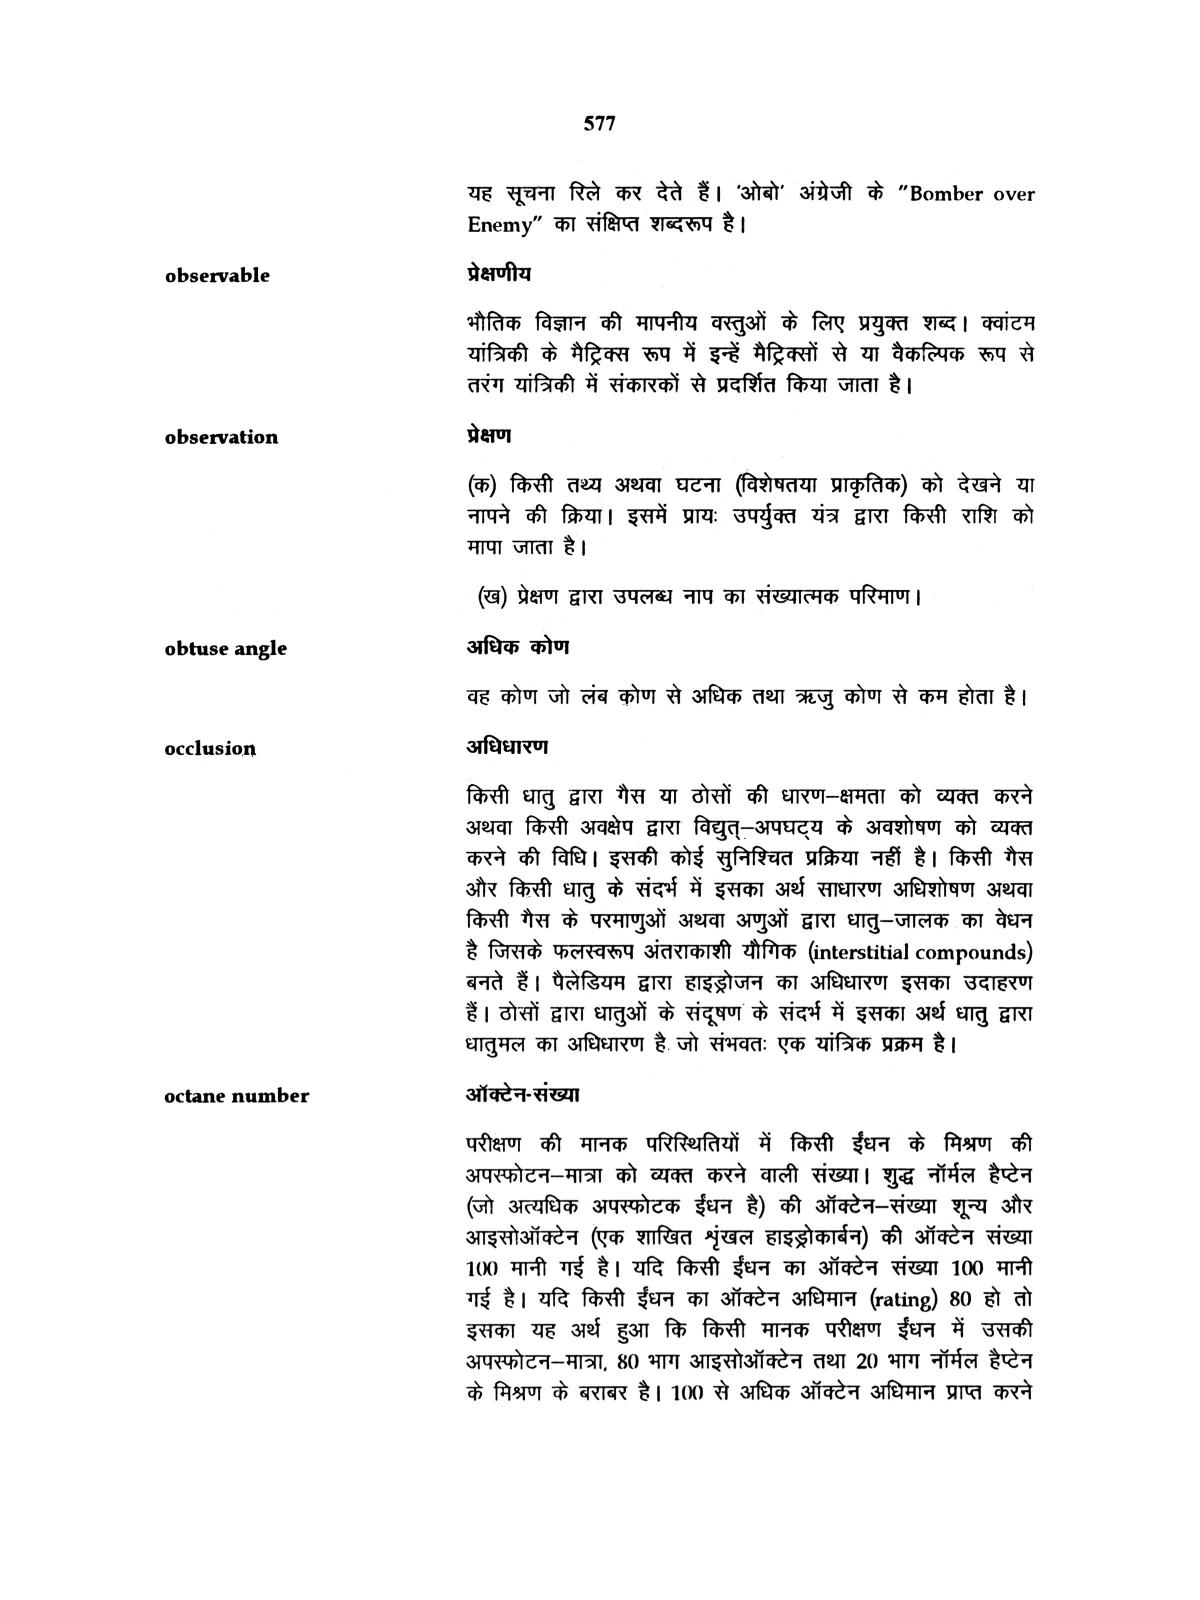 577
यह सूचना रिले कर देते हैं। 'ओबो' अंग्रेजी के "Bomber over
Enemy" का संक्षिप्त शब्दरूप है।
observable प्रेक्षणीय
भौतिक विज्ञान की मापनीय वस्तुओं के लिए प्रयुक्त शब्द। क्वांटम
यांत्रिकी के मैट्रिक्स रूप में इन्हें मैट्रिक्सों से या वैकल्पिक रूप से
तरंग यांत्रिकी में संकारकों से प्रदर्शित किया जाता है।
observation प्रेक्षण
(क) किसी तथ्य अथवा घटना (विशेषतया प्राकृतिक) को देखने या
नापने की क्रिया। इसमें प्रायः उपर्युक्त यंत्र द्वारा किसी राशि को
मापा जाता है।
(ख) प्रेक्षण द्वारा उपलब्ध नाप का संख्यात्मक परिमाण।
obtuse angle अधिक कोण
वह कोण जो लंब कोण से अधिक तथा ऋजु कोण से कम होता है।
occlusion अधिधारण
किसी धातु द्वारा गैस या ठोसों की धारण–क्षमता को व्यक्त करने
अथवा किसी अवक्षेप द्वारा विद्युत्–अपघट्य के अवशोषण को व्यक्त
करने की विधि। इसकी कोई सुनिश्चित प्रक्रिया नहीं है। किसी गैस
और किसी धातु के संदर्भ में इसका अर्थ साधारण अधिशोषण अथवा
किसी गैस के परमाणुओं अथवा अणुओं द्वारा धातु–जालक का वेधन
है जिसके फलस्वरूप अंतराकाशी यौगिक (interstitial compounds)
बनते हैं। पैलेडियम द्वारा हाइड्रोजन का अधिधारण इसका उदाहरण
हैं। ठोसों द्वारा धातुओं के संदूषण के संदर्भ में इसका अर्थ धातु द्वारा
धातुमल का अधिधारण है जो संभवतः एक यांत्रिक प्रक्रम है।
octane number ऑक्टेन-संख्या
परीक्षण की मानक परिस्थितियों में किसी ईंधन के मिश्रण की
अपस्फोटन–मात्रा को व्यक्त करने वाली संख्या। शुद्ध नॉर्मल हैप्टेन
(जो अत्यधिक अपस्फोटक ईंधन है) की ऑक्टेन–संख्या शून्य और
आइसोऑक्टेन (एक शाखित शृंखल हाइड्रोकार्बन) की ऑक्टेन संख्या
100 मानी गई है। यदि किसी ईंधन का ऑक्टेन संख्या 100 मानी
गई है। यदि किसी ईंधन का ऑक्टेन अधिमान (rating) 80 हो तो
इसका यह अर्थ हुआ कि किसी मानक परीक्षण ईंधन में उसकी
अपस्फोटन–मात्रा, 80 भाग आइसोऑक्टेन तथा 20 भाग नॉर्मल हैप्टेन
के मिश्रण के बराबर है। 100 से अधिक ऑक्टेन अधिमान प्राप्त करने